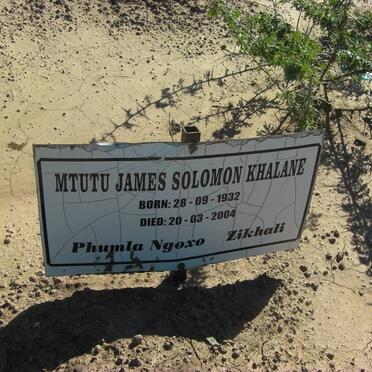 MTUTU JAMES SOLOMON KHALANE
BORN: 28 - 09 - 1932
DIED: 20 - 03 - 2004
Phumla Ngoxo Zikhali